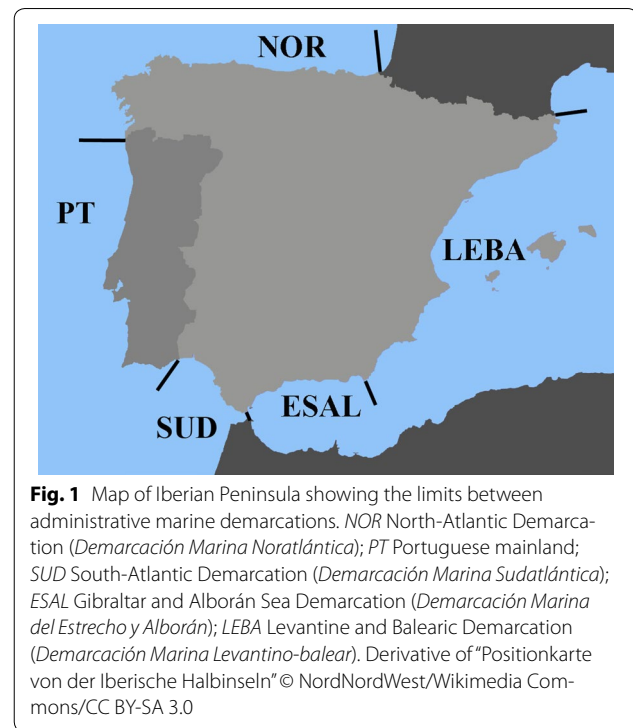 NOR
PT
LEBA
ESAL
SUD
Fig. 1 Map of Iberian Peninsula showing the limits between
administrative marine demarcations. NOR North-Atlantic Demarca-
tion (Demarcación Marina Noratlántica); PT Portuguese mainland;
SUD South-Atlantic Demarcation (Demarcación Marina Sudatlántica);
ESAL Gibraltar and Alborán Sea Demarcation (Demarcación Marina
del Estrecho y Alborán); LEBA Levantine and Balearic Demarcation
(Demarcación Marina Levantino-balear). Derivative of “Positionkarte
von der Iberische Halbinseln” © NordNordWest/Wikimedia Com-
mons/CC BY-SA 3.0